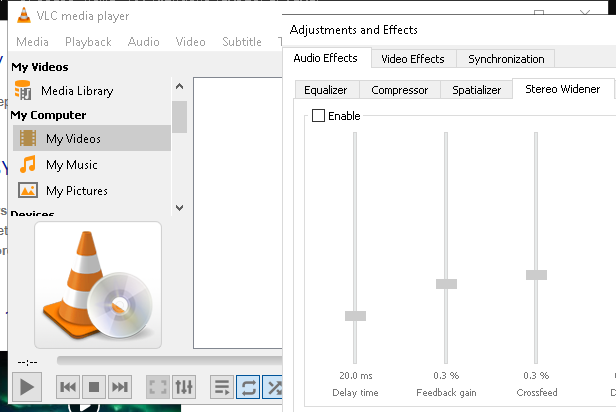 VLC media player
Media Playback Audio Video Subtitle
My Videos
Media Library
My Computer
My Videos
My Music
My Pictures
Devices
--:--
Adjustments and Effects
Audio Effects Video Effects Synchronization
Equalizer Compressor Spatializer Stereo Widener
Enable
20.0 ms 0.3 % 0.3 %
Delay time Feedback gain Crossfeed